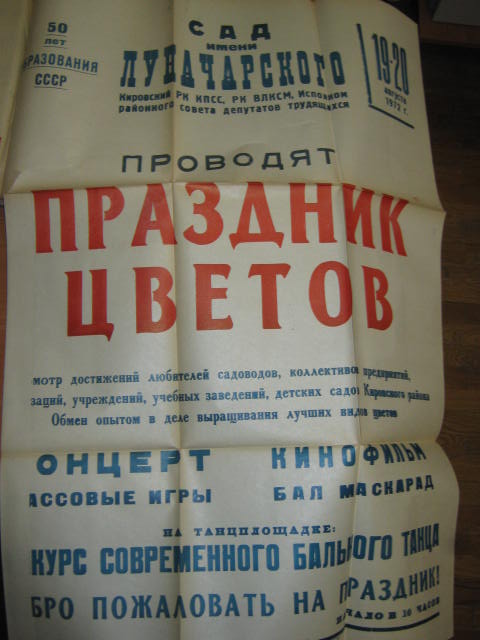 50
лет
БРАЗОВАНИЯ
СССР
САД
имени
ЛУНАЧАРСКОГО
Кировский РК КПСС, РК ВЛКСМ, Исполком
районного совета депутатов трудящихся
19-20
августа
1972 г.
ПРОВОДЯТ
ПРАЗДНИК
ЦВЕТОВ
мотр достижений любителей садоводов, коллективов предприятий,
заций, учреждений, учебных заведений, детских садов Кировского района
Обмен опытом в деле выращивания лучших видов цветов
ОНЦЕРТ КИНОФИЛЬМ
АССОВЫЕ ИГРЫ БАЛ МАСКАРАД
НА ТАНЦПЛОЩАДКЕ:
КУРС СОВРЕМЕННОГО БАЛЬНОГО ТАНЦА
БРО ПОЖАЛОВАТЬ НА ПРАЗДНИК!
НАЧАЛО В 10 ЧАСОВ